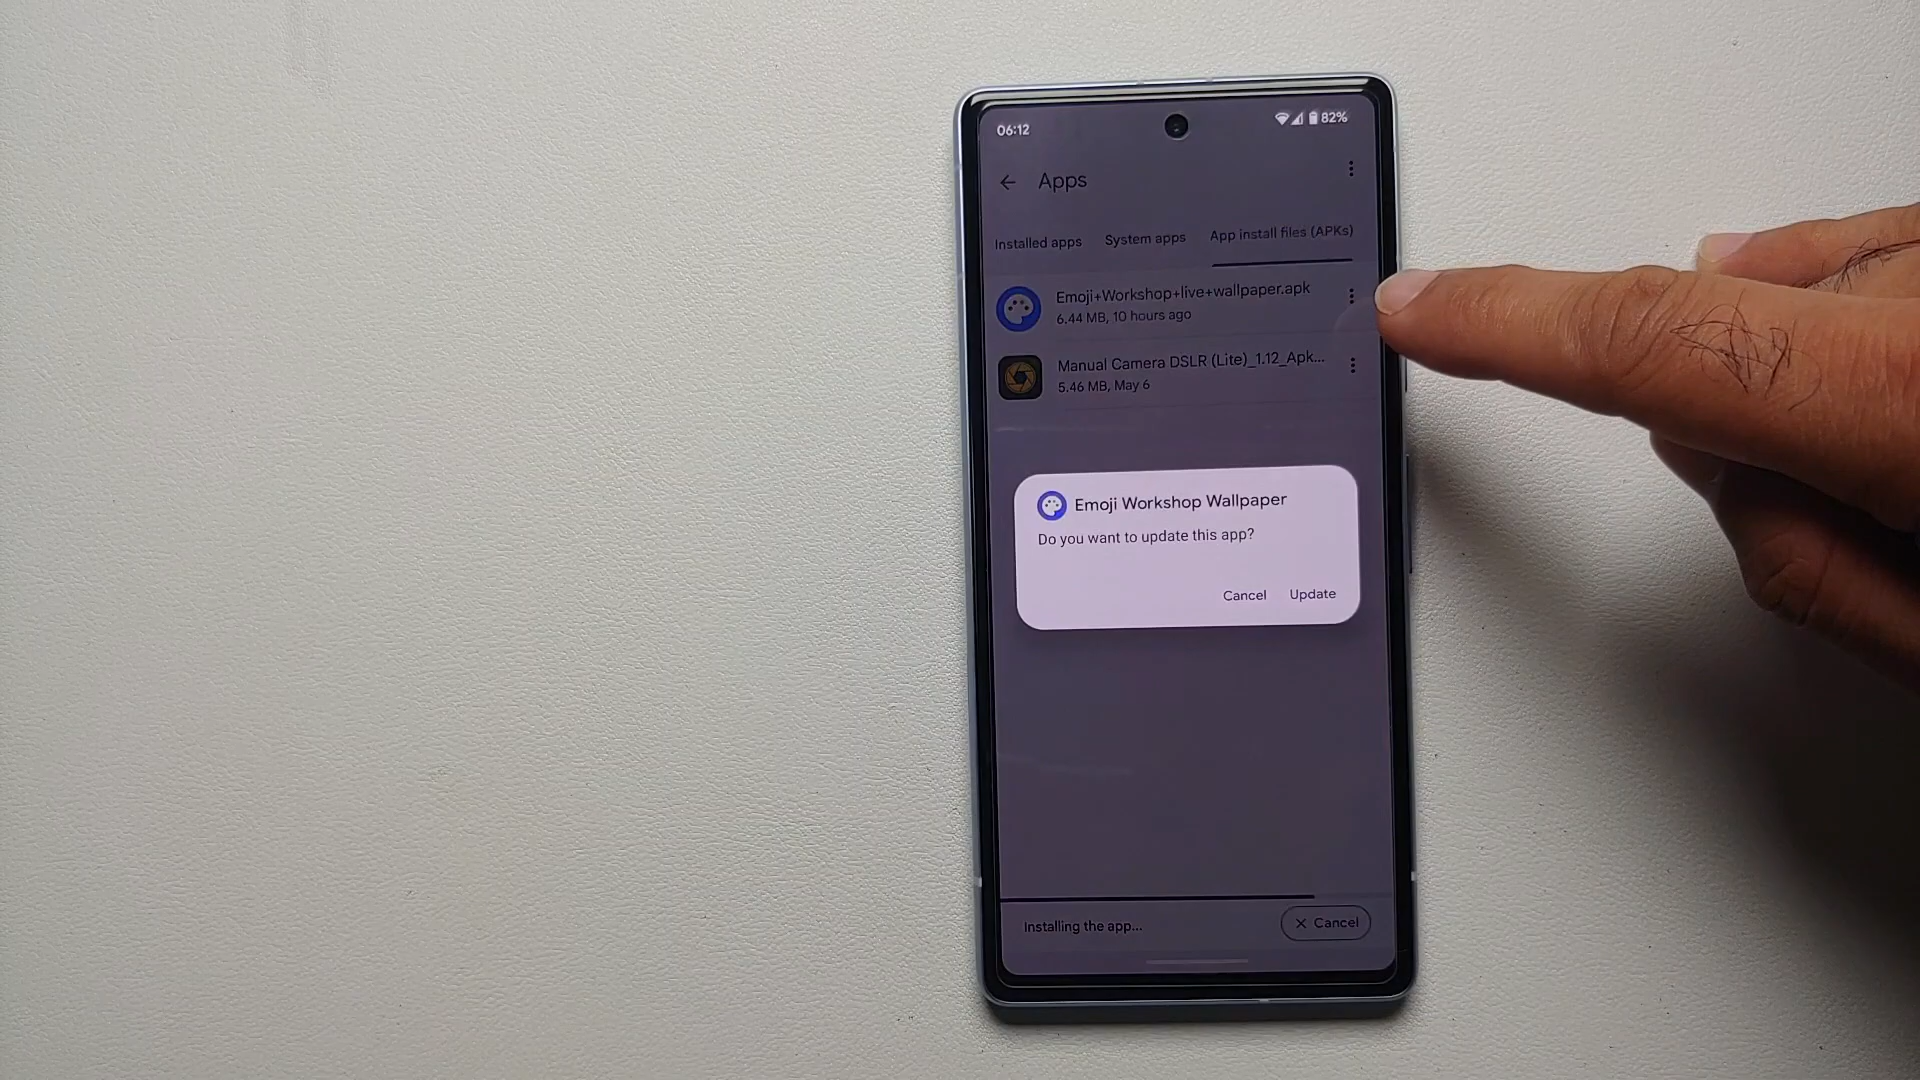 06:12
82%
Apps
Installed apps
System apps
App install files (APKs)
Emoji+Workshop+live+wallpaper.apk
6.44 MB, 10 hours ago
Manual Camera DSLR (Lite)_1.12_Apk...
5.46 MB, May 6
Emoji Workshop Wallpaper
Do you want to update this app?
Cancel
Update
Installing the app...
Cancel